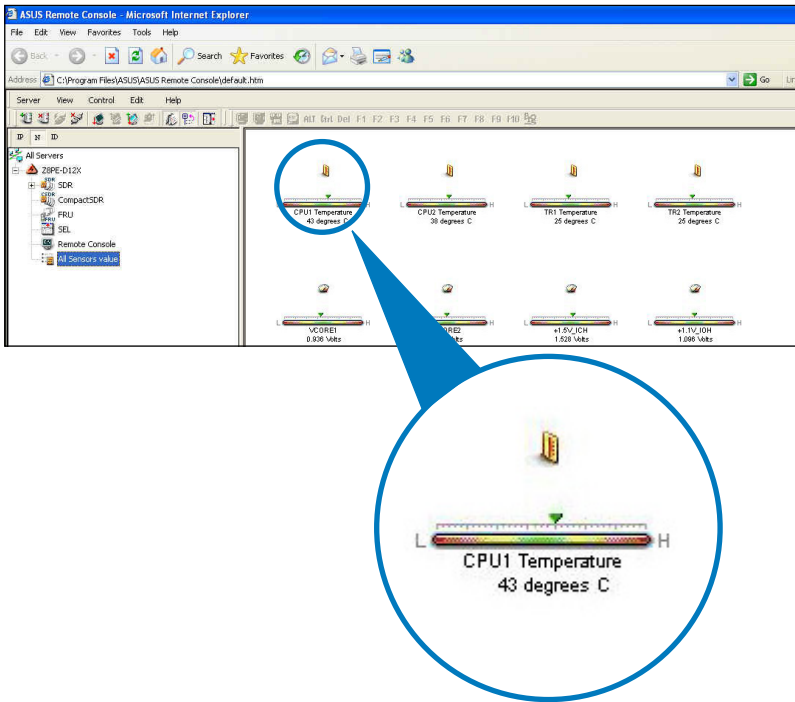 ASUS Remote Console - Microsoft Internet Explorer
File Edit View Favorites Tools Help
Back Search Favorites
Address C:\Program Files\ASUS\ASUS Remote Console\default.htm Go
Server View Control Edit Help
ALT Ctrl Del F1 F2 F3 F4 F5 F6 F7 F8 F9 F10
IP N ID
All Servers
Z8PE-D12X
SDR SDR
CSDR CompactSDR
FRU FRU
SEL
Remote Console
All Sensors value
L H L H L H L H
CPU1 Temperature CPU2 Temperature TR1 Temperature TR2 Temperature
43 degrees C 38 degrees C 25 degrees C 25 degrees C
L H H L H L H
VCORE1 +1.5V_ICH +1.1V_IOH
0.936 Volts 1.528 Volts 1.096 Volts
L H
CPU1 Temperature
43 degrees C